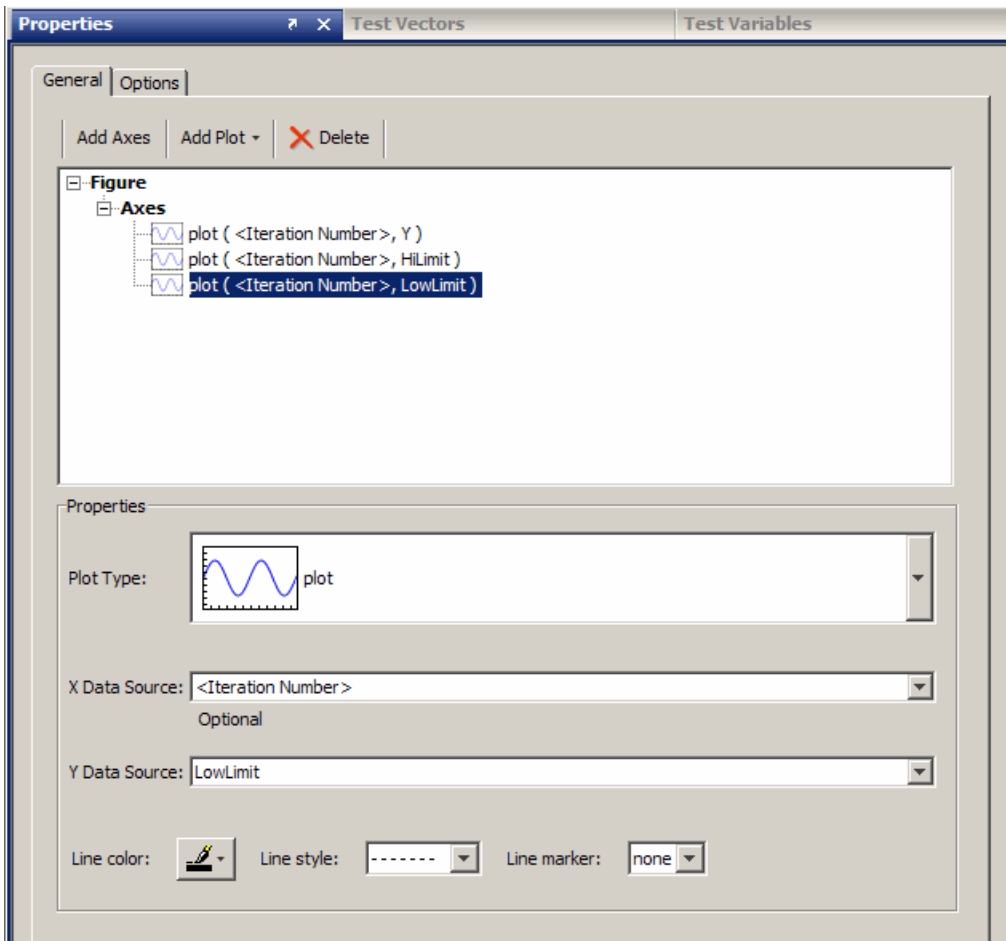 Properties Test Vectors Test Variables
General Options
Add Axes Add Plot Delete
Figure
Axes
plot ( <Iteration Number>, Y )
plot ( <Iteration Number>, HiLimit )
plot ( <Iteration Number>, LowLimit )
Properties
Plot Type: plot
X Data Source: <Iteration Number>
Optional
Y Data Source: LowLimit
Line color: Line style: Line marker: none